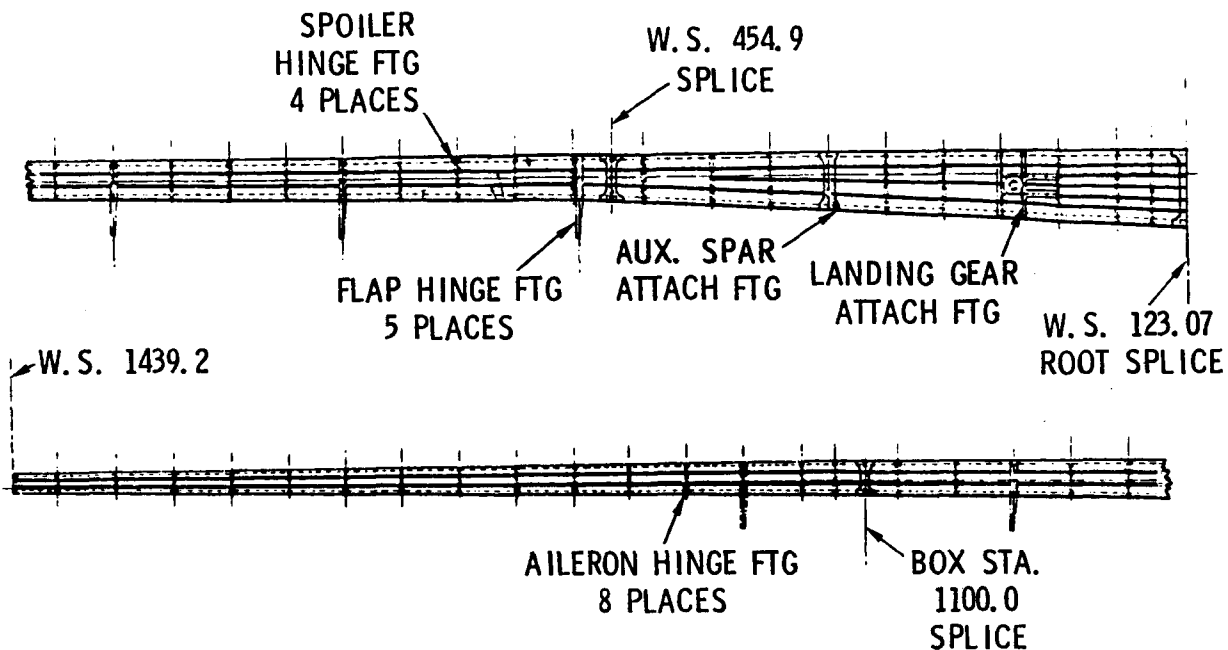 SPOILER
HINGE FTG
4 PLACES
W. S. 454.9
SPLICE
FLAP HINGE FTG
5 PLACES
AUX. SPAR
ATTACH FTG
LANDING GEAR
ATTACH FTG
W. S. 123.07
ROOT SPLICE
W. S. 1439.2
AILERON HINGE FTG
8 PLACES
BOX STA.
1100.0
SPLICE